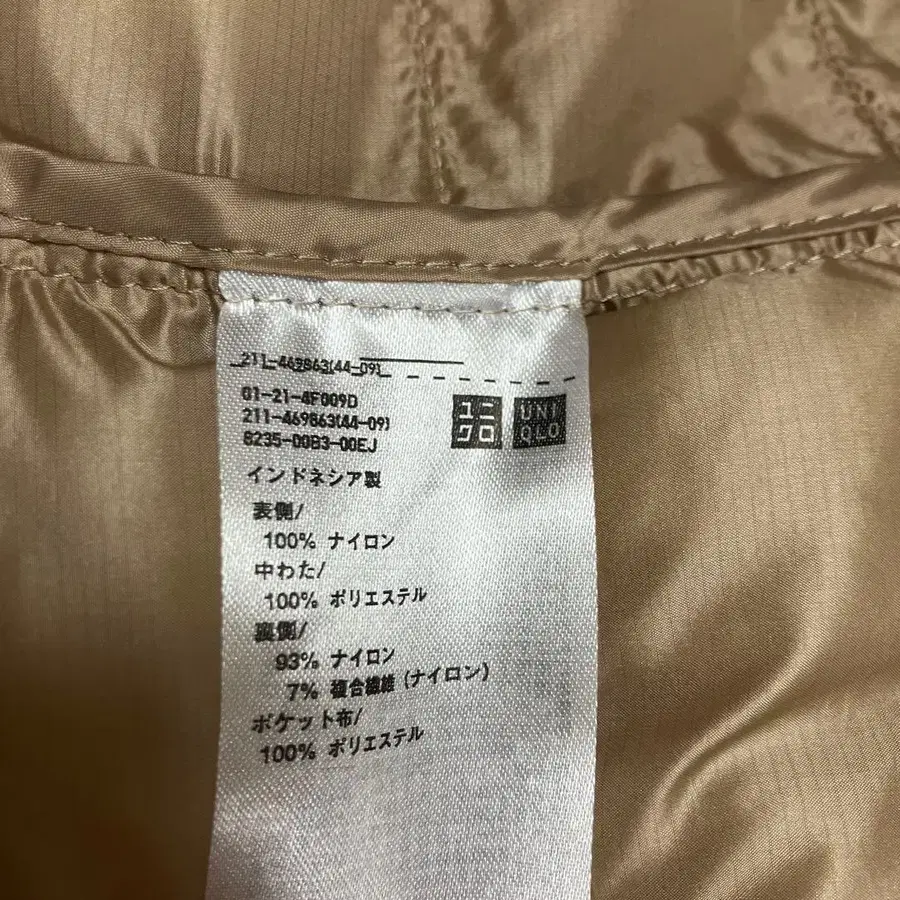 211-469863(44-09)
01-21-4F009D
211-469863(44-09)
8235-00B3-00EJ
ユニ
クロ
UNI
QLO
インドネシア製
表側/
100% ナイロン
中わた/
100% ポリエステル
裏側/
93% ナイロン
7% 複合繊維 (ナイロン)
ポケット布/
100% ポリエステル